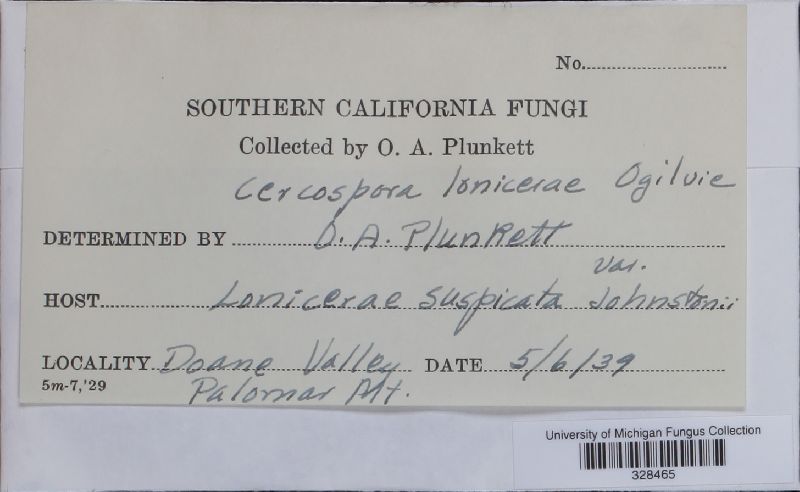 No.
SOUTHERN CALIFORNIA FUNGI
Collected by O. A. Plunkett
Cercospora lonicerae Ogilvie
DETERMINED BY O. A. Plunkett
var.
HOST Lonicerae suspicata Johnstonii
LOCALITY Doane Valley DATE 5/6/39
5m-7,'29 Palomar Mt.
University of Michigan Fungus Collection
328465